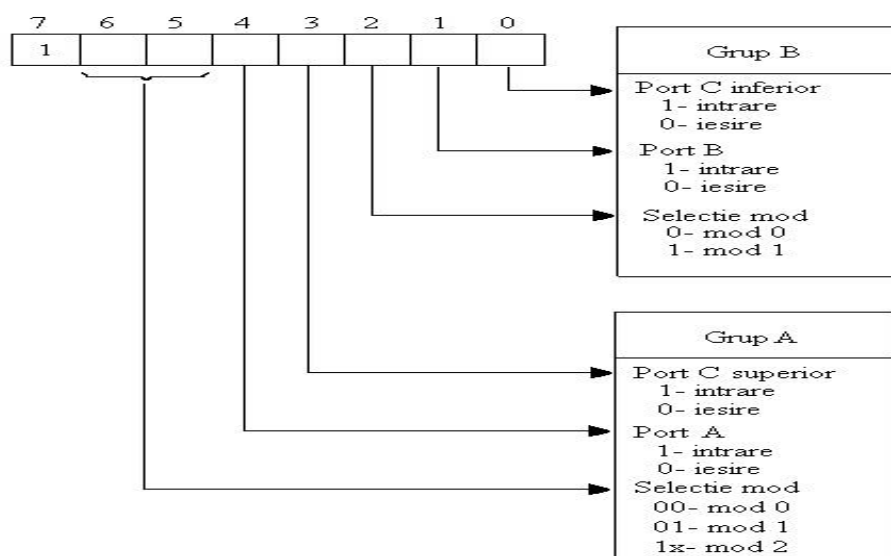 7 6 5 4 3 2 1 0
1
Grup B
Port C inferior
1- intrare
0- iesire
Port B
1- intrare
0- iesire
Selectie mod
0- mod 0
1- mod 1
Grup A
Port C superior
1- intrare
0- iesire
Port A
1- intrare
0- iesire
Selectie mod
00- mod 0
01- mod 1
1x- mod 2